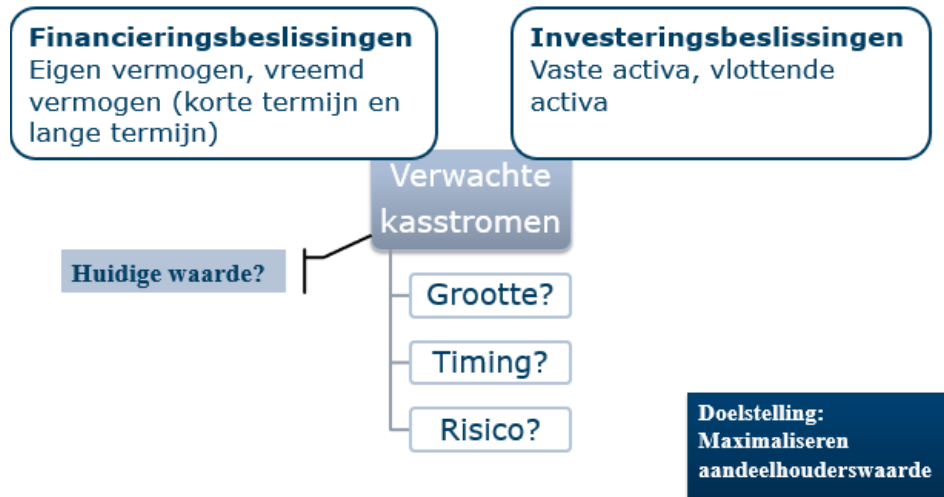 Financieringsbeslissingen
Eigen vermogen, vreemd
vermogen (korte termijn en
lange termijn)
Investeringsbeslissingen
Vaste activa, vlottende
activa
Verwachte
kasstromen
Huidige waarde?
Grootte?
Timing?
Risico?
Doelstelling:
Maximaliseren
aandeelhouderswaarde